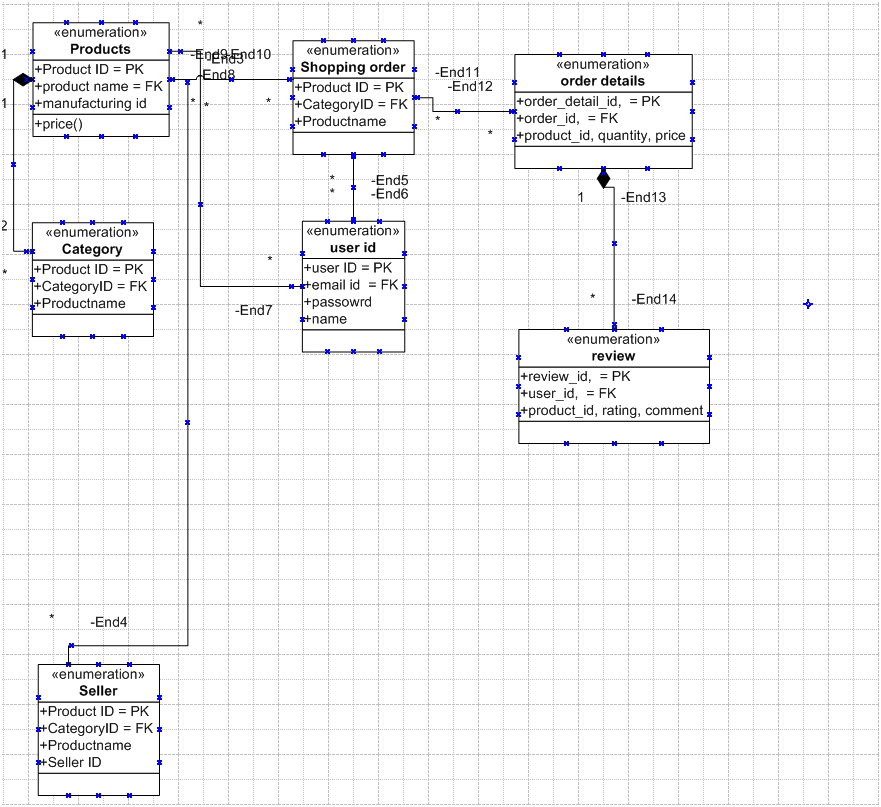 «enumeration»
Products
+Product ID = PK
+product name = FK
+manufacturing id
+price()
1
1
2
*
*
*
*
*
-End9
-End10
-End3
-End8
«enumeration»
Shopping order
+Product ID = PK
+CategoryID = FK
+Productname
-End11
-End12
*
*
«enumeration»
order details
+order_detail_id, = PK
+order_id, = FK
+product_id, quantity, price
*
*
-End5
-End6
1
-End13
«enumeration»
Category
+Product ID = PK
+CategoryID = FK
+Productname
«enumeration»
user id
+user ID = PK
+email id = FK
+passowrd
+name
*
-End7
*
-End14
«enumeration»
review
+review_id, = PK
+user_id, = FK
+product_id, rating, comment
*
-End4
«enumeration»
Seller
+Product ID = PK
+CategoryID = FK
+Productname
+Seller ID